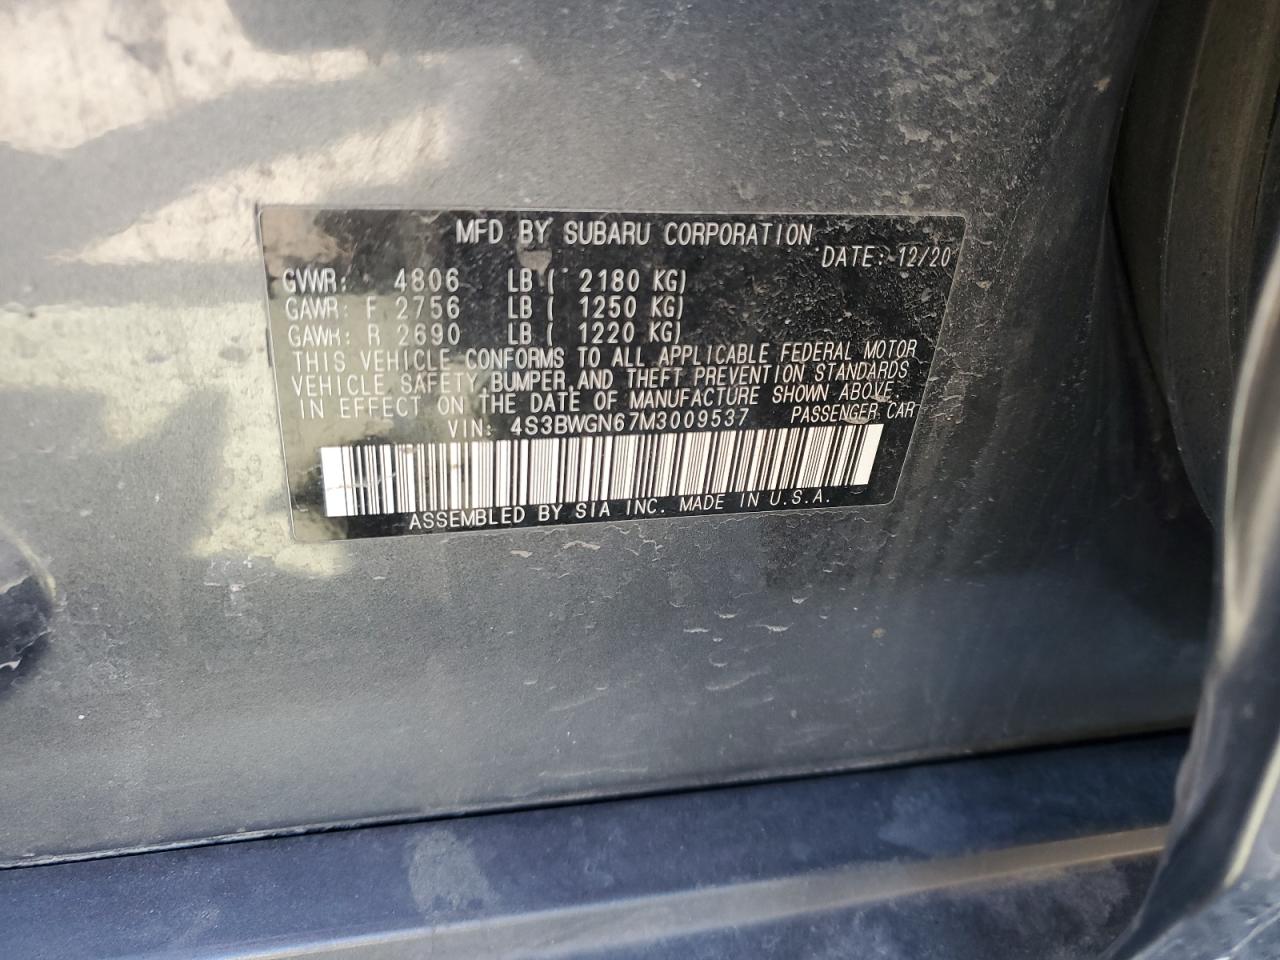 MFD BY SUBARU CORPORATION
DATE: 12/20
GVWR: 4806 LB ( 2180 KG)
GAWR: F 2756 LB ( 1250 KG)
GAWR: R 2690 LB ( 1220 KG)
THIS VEHICLE CONFORMS TO ALL APPLICABLE FEDERAL MOTOR
VEHICLE SAFETY, BUMPER, AND THEFT PREVENTION STANDARDS
IN EFFECT ON THE DATE OF MANUFACTURE SHOWN ABOVE.
VIN: 4S3BWGN67M3009537 PASSENGER CAR
ASSEMBLED BY SIA INC. MADE IN U.S.A.